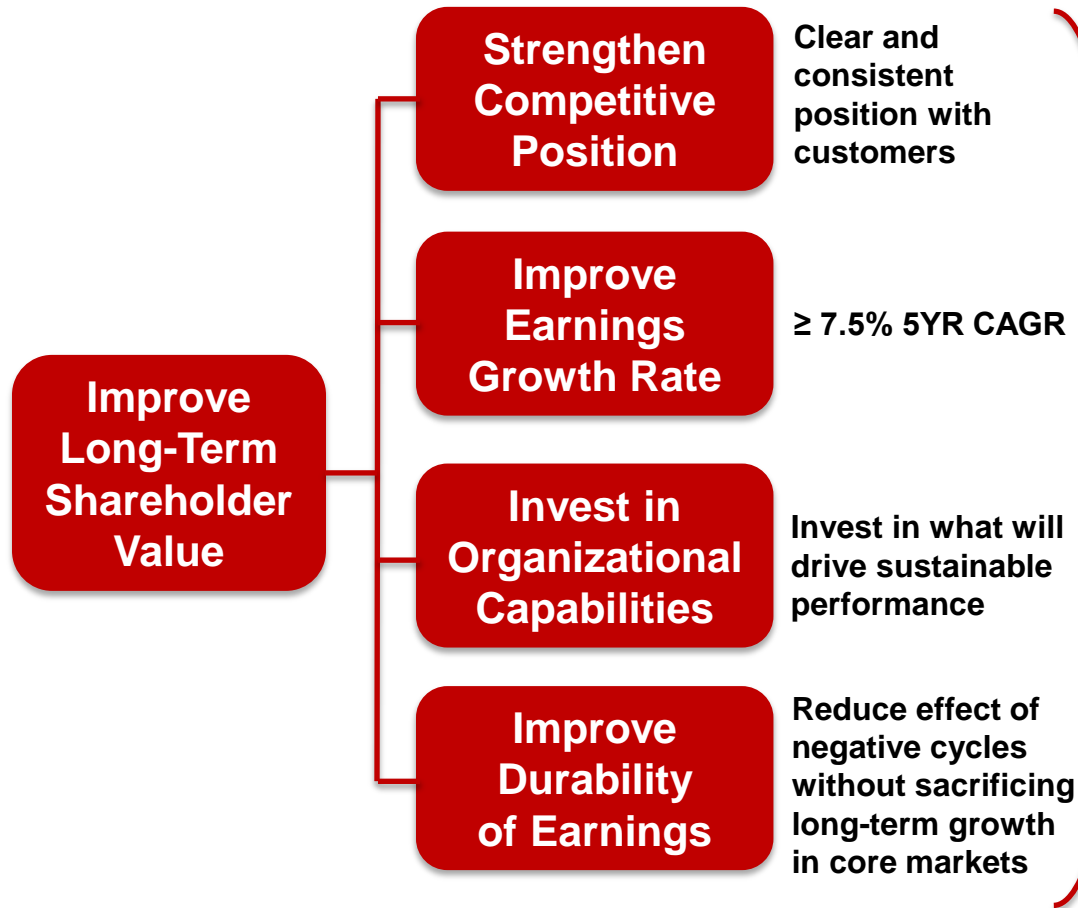 Improve
Long-Term
Shareholder
Value
Strengthen
Competitive
Position
Clear and
consistent
position with
customers
Improve
Earnings
Growth Rate
≥ 7.5% 5YR CAGR
Invest in
Organizational
Capabilities
Invest in what will
drive sustainable
performance
Improve
Durability
of Earnings
Reduce effect of
negative cycles
without sacrificing
long-term growth
in core markets